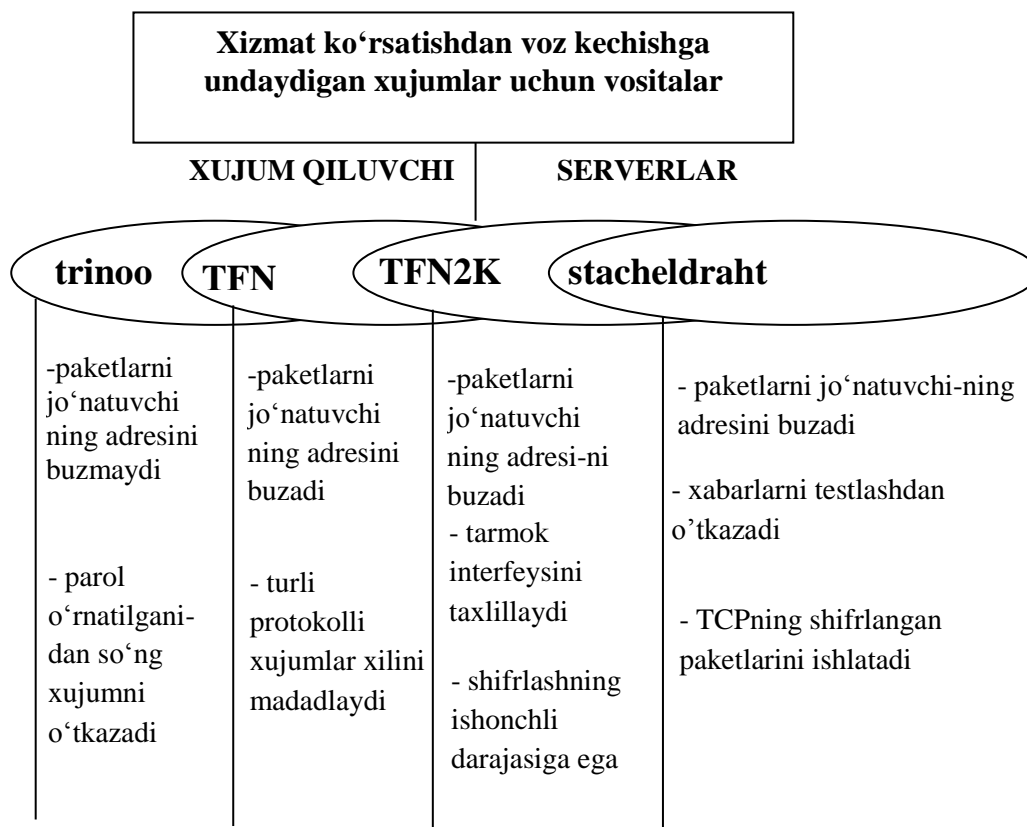 Xizmat ko‘rsatishdan voz kechishga
undaydigan xujumlar uchun vositalar
XUJUM QILUVCHI SERVERLAR
trinoo TFN TFN2K stacheldraht
-paketlarni
jo‘natuvchi
ning adresini
buzmaydi
- parol
o‘rnatilgani-
dan so‘ng
xujumni
o‘tkazadi
-paketlarni
jo‘natuvchi
ning adresini
buzadi
- turli
protokolli
xujumlar xilini
madadlaydi
-paketlarni
jo‘natuvchi
ning adresi-ni
buzadi
- tarmok
interfeysini
taxlillaydi
- shifrlashning
ishonchli
darajasiga ega
- paketlarni jo‘natuvchi-ning
adresini buzadi
- xabarlarni testlashdan
o’tkazadi
- TCPning shifrlangan
paketlarini ishlatadi